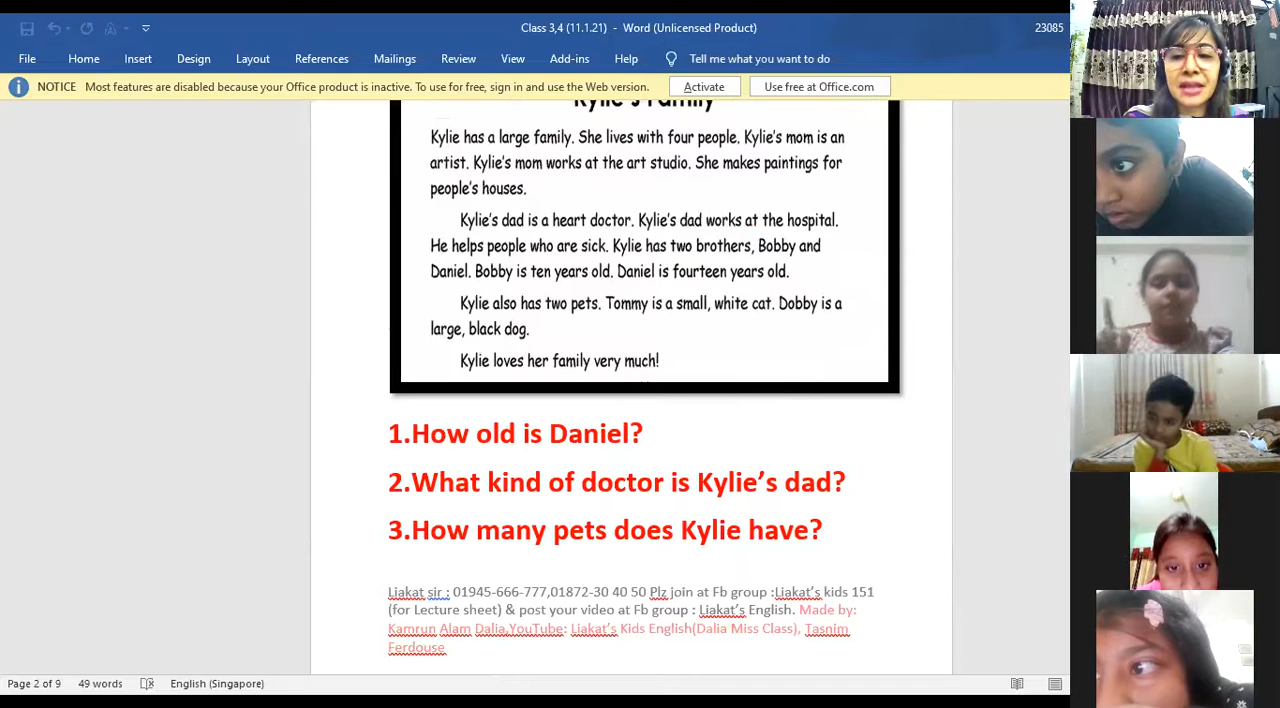 Class 3,4 (11.1.21) - Word (Unlicensed Product)
23085
File Home Insert Design Layout References Mailings Review View Add-ins Help Tell me what you want to do
NOTICE Most features are disabled because your Office product is inactive. To use for free, sign in and use the Web version. Activate Use free at Office.com
Kylie's Family
Kylie has a large family. She lives with four people. Kylie's mom is an
artist. Kylie's mom works at the art studio. She makes paintings for
people's houses.
Kylie's dad is a heart doctor. Kylie's dad works at the hospital.
He helps people who are sick. Kylie has two brothers, Bobby and
Daniel. Bobby is ten years old. Daniel is fourteen years old.
Kylie also has two pets. Tommy is a small, white cat. Dobby is a
large, black dog.
Kylie loves her family very much!
1.How old is Daniel?
2.What kind of doctor is Kylie's dad?
3.How many pets does Kylie have?
Liakat sir : 01945-666-777,01872-30 40 50 Plz join at Fb group :Liakat's kids 151
(for Lecture sheet) & post your video at Fb group : Liakat's English. Made by:
Kamrun Alam Dalia,YouTube: Liakat's Kids English(Dalia Miss Class), Tasnim
Ferdouse
Page 2 of 9 49 words English (Singapore)